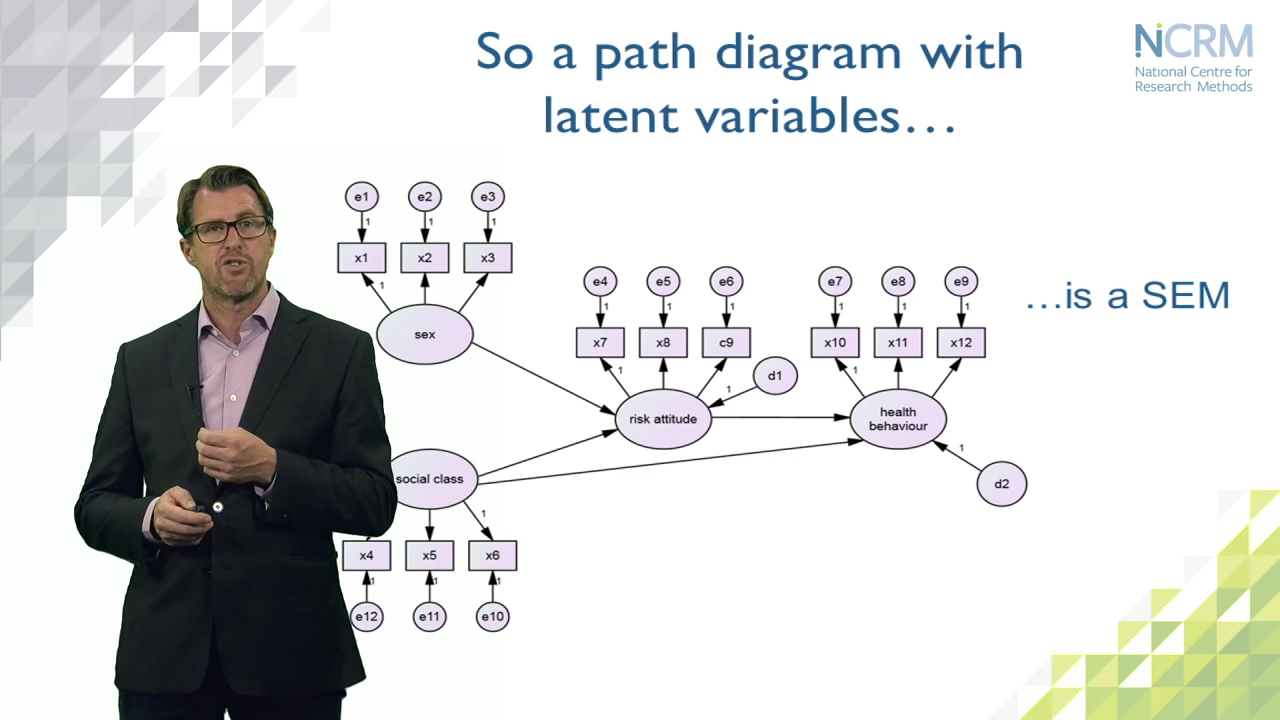 So a path diagram with
latent variables…
NCRM
National Centre for
Research Methods
e1 e2 e3
1 1 1
x1 x2 x3
1
sex
e4 e5 e6
1 1 1
x7 x8 c9
1
d1
1
risk attitude
e7 e8 e9
1 1 1
x10 x11 x12
1
health
behaviour
1
d2
…is a SEM
social class
1
x4 x5 x6
1 1 1
e12 e11 e10